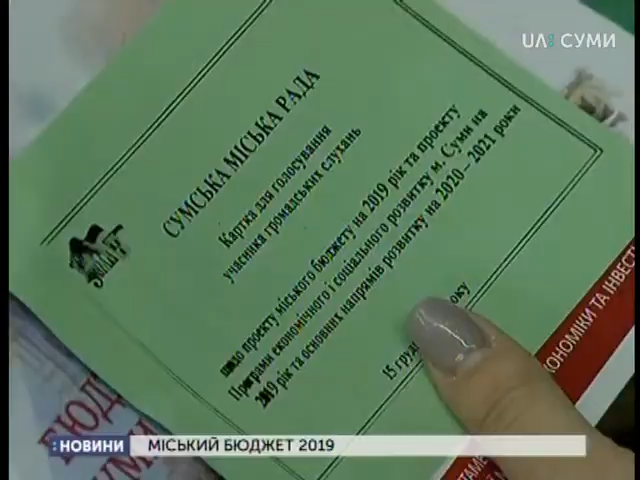 UA: СУМИ
СУМСЬКА МІСЬКА РАДА
Картка для голосування
учасника громадських слухань
щодо проекту міського бюджету на 2019 рік та проекту
Програми економічного і соціального розвитку м. Суми на
2019 рік та основних напрямів розвитку на 2020 – 2021 роки
15
ОНОМІКИ ТА ІНВЕСТ
:НОВИНИ
МІСЬКИЙ БЮДЖЕТ 2019